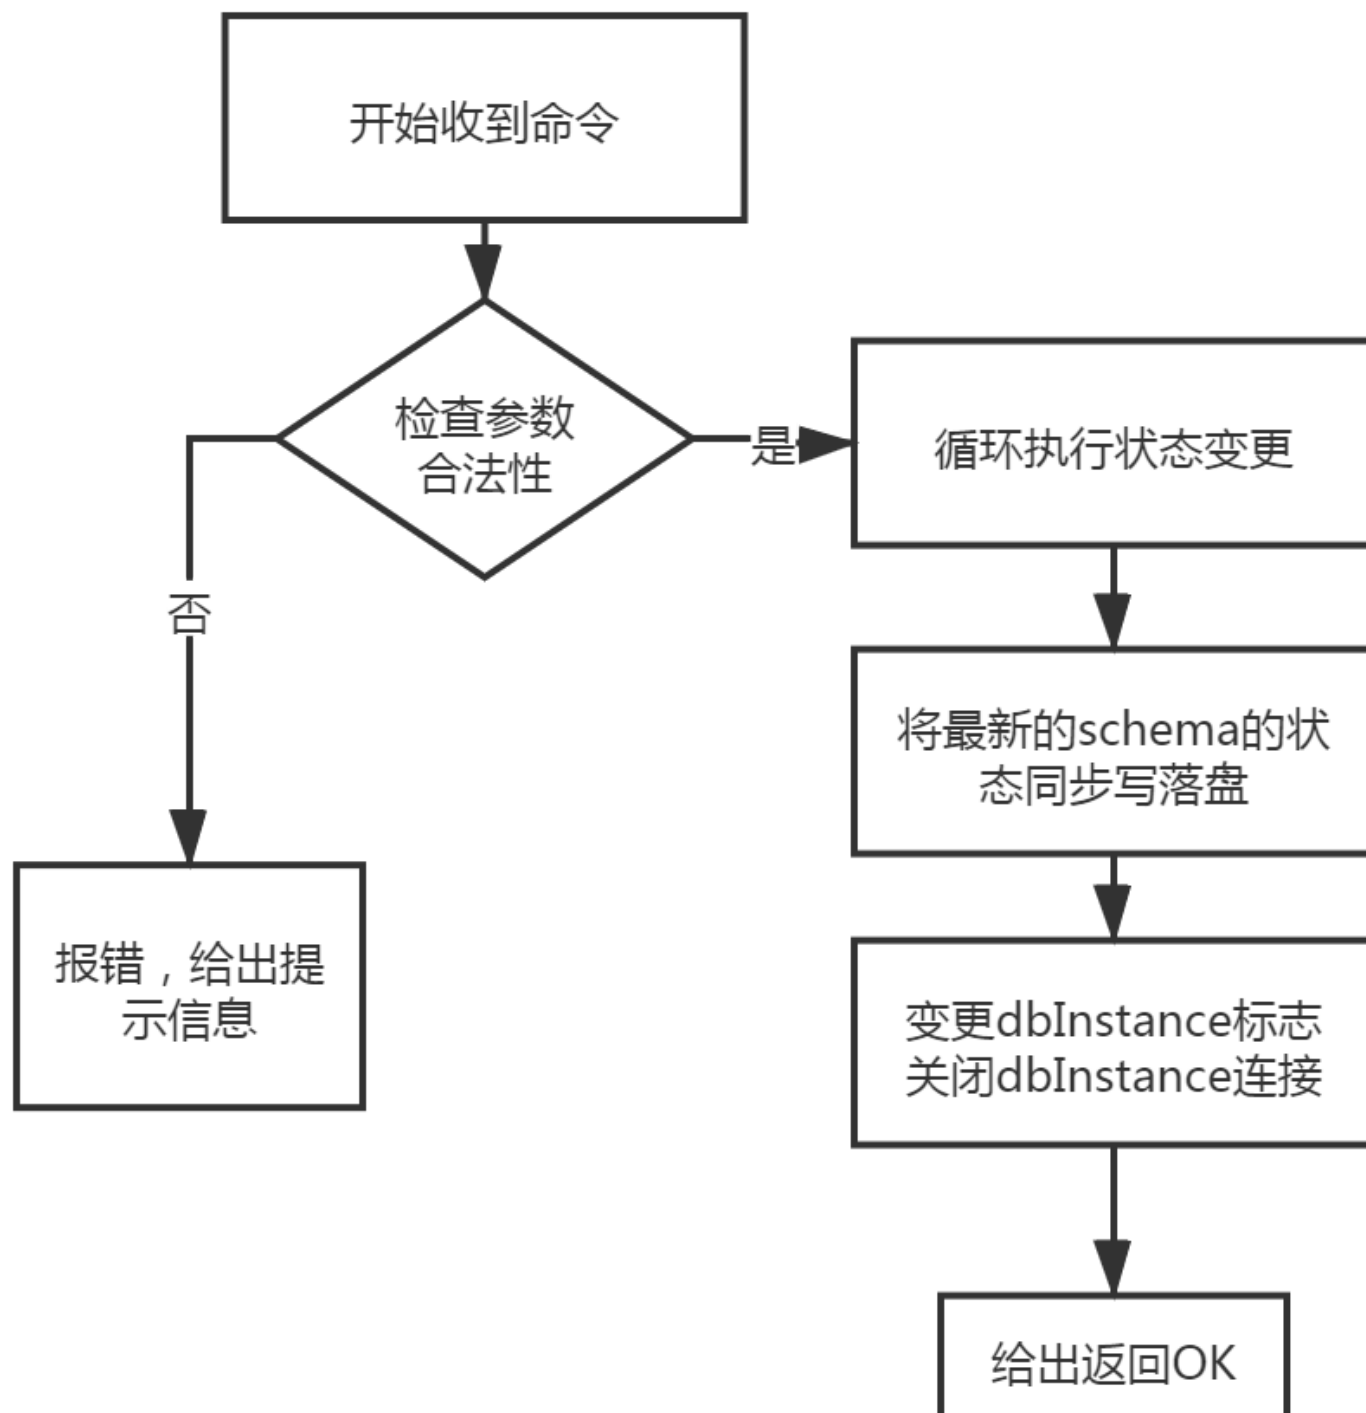 开始收到命令
检查参数
合法性
是
循环执行状态变更
否
将最新的schema的状
态同步写落盘
报错，给出提
示信息
变更dbInstance标志
关闭dbInstance连接
给出返回OK